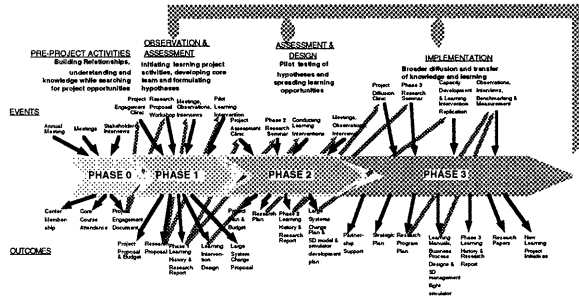 OBSERVATION &
ASSESSMENT
PRE-PROJECT ACTIVITIES
Building Relationships,
understanding and
knowledge while searching
for project opportunities
Initiating learning project
activities, developing core
team and formulating
hypotheses
ASSESSMENT &
DESIGN
Pilot testing of
hypotheses and
spreading learning
opportunities
IMPLEMENTATION
Broader diffusion and transfer
of knowledge and learning
EVENTS
Annual
Meeting
Meetings
Stakeholder
Interviews
Project
Engagement
Clinic
Research
Proposal
Workshop
Meetings,
Observations,
Interviews
Pilot
Learning
Intervention
Project
Assessment
Clinic
Phase 2
Research
Seminar
Conducting
Learning
Interventions
Meetings,
Observations,
Interviews
Project
Diffusion
Clinic
Phase 3
Research
Seminar
Capacity
Development
& Learning
Intervention
Replication
Observations,
Interviews,
Benchmarking &
Measurement
PHASE 0
PHASE 1
PHASE 2
PHASE 3
OUTCOMES
Center
Member-
ship
Core
Course
Attendance
Project
Engagement
Document
Project
Proposal
& Budget
Research
Proposal
Phase 1
Learning
History &
Research
Report
Learning
Interven-
tion
Design
Large
System
Change
Proposal
Project
Plan &
Budget
Research
Plan
Phase 2
Learning
History &
Research
Report
Large
Systems
Change
Plan &
SD model &
simulator
development
plan
Partner-
ship
Support
Strategic
Plan
Research
Program
Plan
Learning
Manuals,
Business
Process
Designs &
SD
management
flight
simulator
Phase 3
Learning
History &
Research
Report
Research
Papers
New
Learning
Project
Initiatives